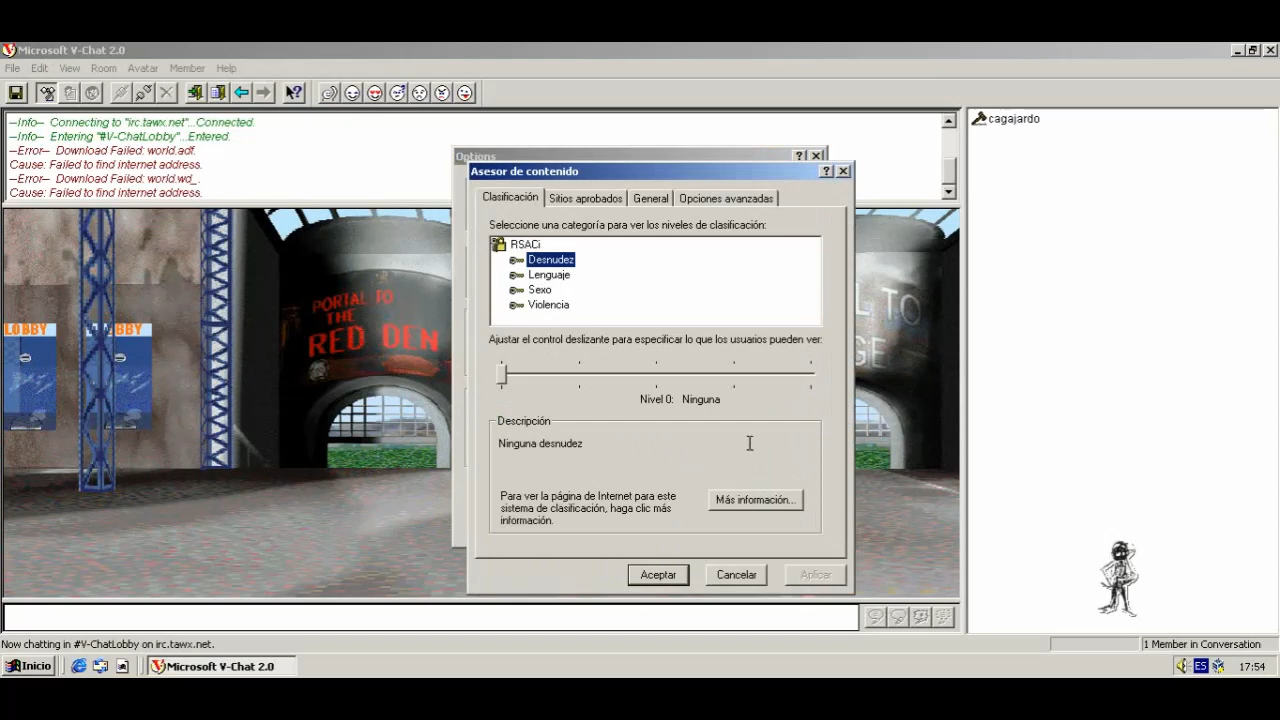 Microsoft V-Chat 2.0
File Edit View Room Avatar Member Help
—Info— Connecting to "irc.tawx.net"...Connected.
—Info— Entering "#V-ChatLobby"...Entered.
—Error— Download Failed: world.adf.
Cause: Failed to find internet address.
—Error— Download Failed: world.wd_.
Cause: Failed to find internet address.
cagajardo
Options
Asesor de contenido
Clasificación Sitios aprobados General Opciones avanzadas
Seleccione una categoría para ver los niveles de clasificación:
RSACi
Desnudez
Lenguaje
Sexo
Violencia
Ajustar el control deslizante para especificar lo que los usuarios pueden ver:
Nivel 0: Ninguna
Descripción
Ninguna desnudez
Para ver la página de Internet para este
sistema de clasificación, haga clic más
información.
Más información...
Aceptar Cancelar Aplicar
PORTAL TO
THE
RED DEN
LOBBY
TO
Now chatting in #V-ChatLobby on irc.tawx.net.
1 Member in Conversation
Inicio
Microsoft V-Chat 2.0
ES
17:54